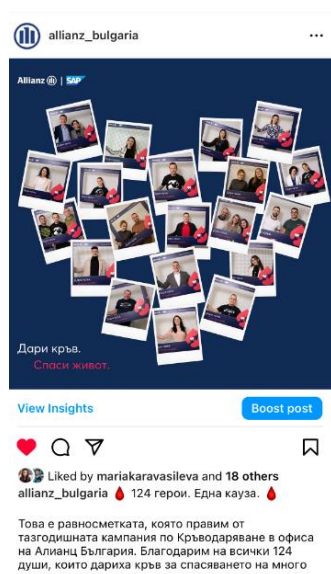 allianz_bulgaria
Allianz | SAP
Дари кръв.
Спаси живот.
View Insights
Boost post
Liked by mariakaravasileva and 18 others
allianz_bulgaria 🩸 124 герои. Една кауза. 🩸
Това е равносметката, която правим от
тазгодишната кампания по Кръводаряване в офиса
на Алианц България. Благодарим на всички 124
души, които дариха кръв за спасяването на много